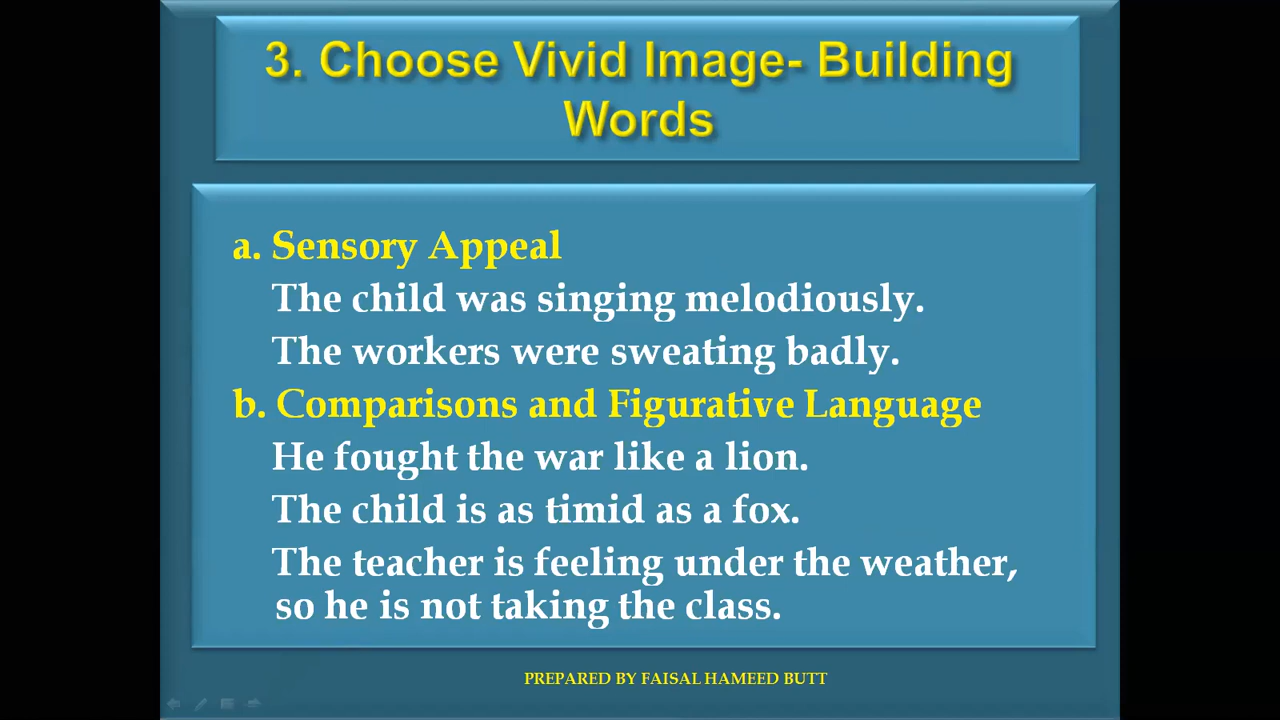 3. Choose Vivid Image- Building
Words
a. Sensory Appeal
The child was singing melodiously.
The workers were sweating badly.
b. Comparisons and Figurative Language
He fought the war like a lion.
The child is as timid as a fox.
The teacher is feeling under the weather,
so he is not taking the class.
PREPARED BY FAISAL HAMEED BUTT